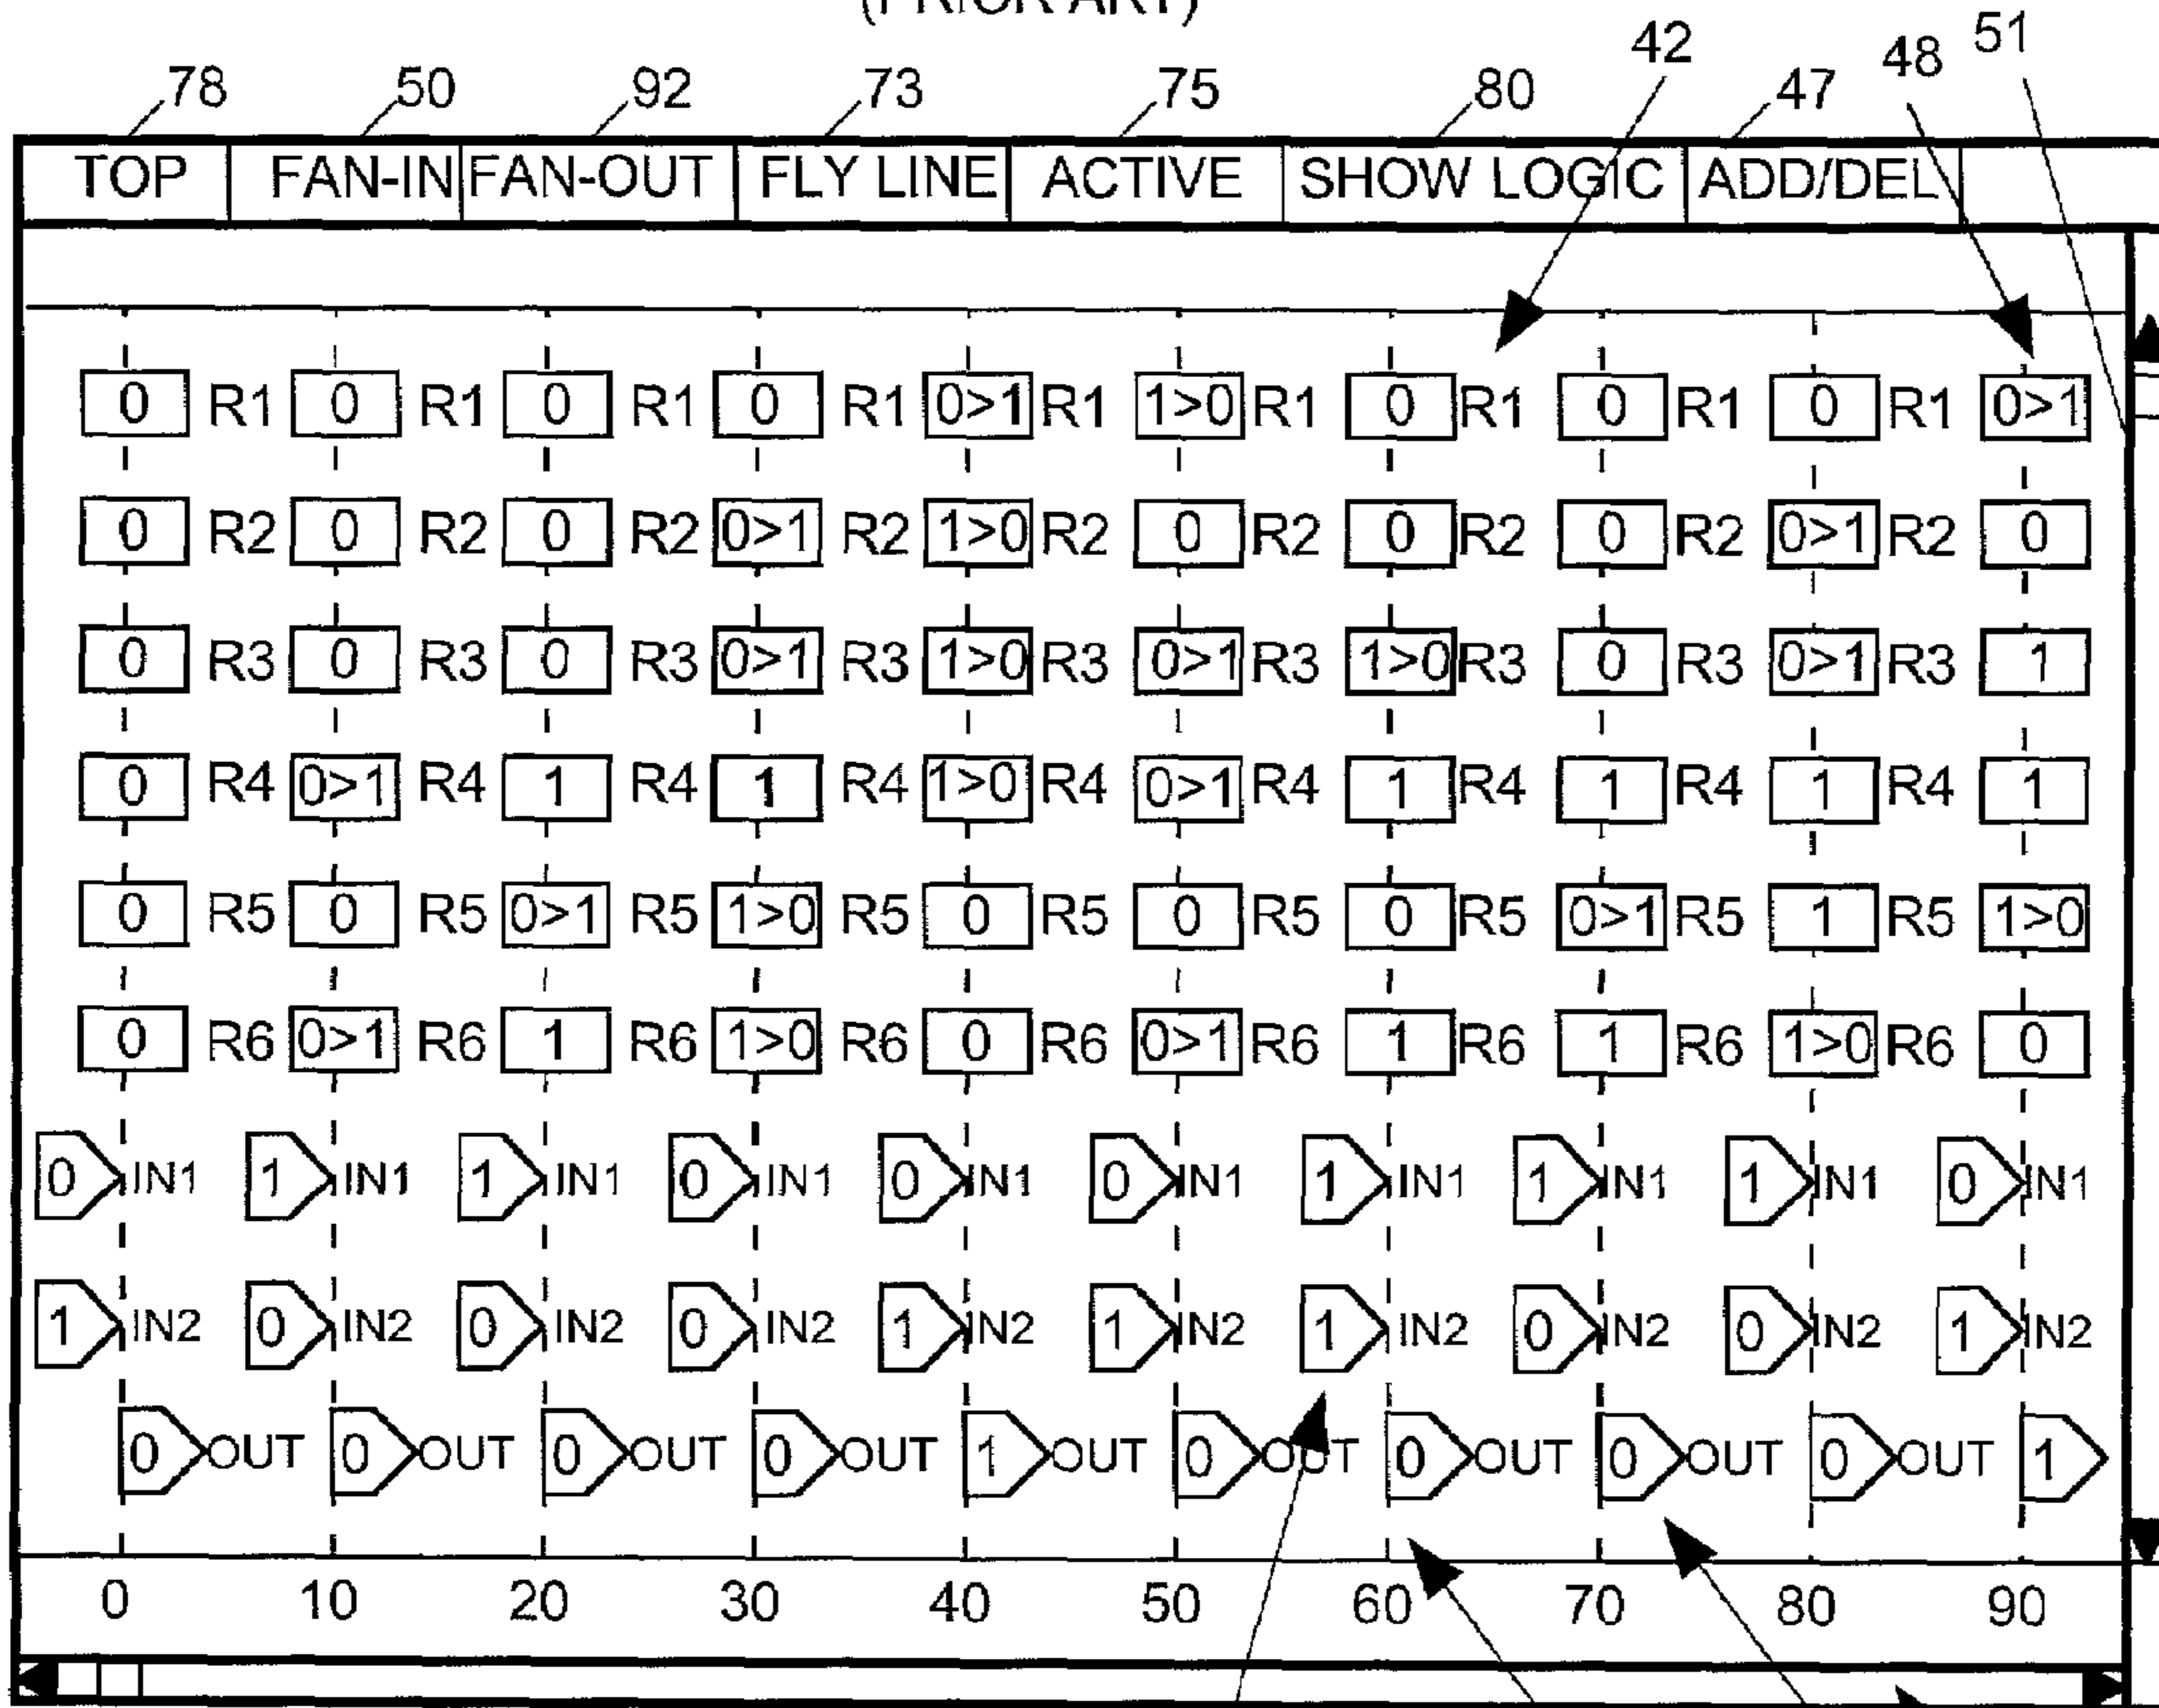 (PRIOR ART)
42 48 51
78 50 92 73 75 80 47
TOP FAN-IN FAN-OUT FLY LINE ACTIVE SHOW LOGIC ADD/DEL
0 R1 0 R1 0 R1 0 R1 0>1 R1 1>0 R1 0 R1 0 R1 0 R1 0>1
0 R2 0 R2 0 R2 0>1 R2 1>0 R2 0 R2 0 R2 0 R2 0>1 R2 0
0 R3 0 R3 0 R3 0>1 R3 1>0 R3 0>1 R3 1>0 R3 0 R3 0>1 R3 1
0 R4 0>1 R4 1 R4 1 R4 1>0 R4 0>1 R4 1 R4 1 R4 1 R4 1
0 R5 0 R5 0>1 R5 1>0 R5 0 R5 0 R5 0 R5 0>1 R5 1 R5 1>0
0 R6 0>1 R6 1 R6 1>0 R6 0 R6 0>1 R6 1 R6 1 R6 1>0 R6 0
0 IN1 1 IN1 1 IN1 0 IN1 0 IN1 0 IN1 1 IN1 1 IN1 1 IN1 0 IN1
1 IN2 0 IN2 0 IN2 0 IN2 1 IN2 1 IN2 1 IN2 0 IN2 0 IN2 1 IN2
0 OUT 0 OUT 0 OUT 0 OUT 1 OUT 0 OUT 0 OUT 0 OUT 0 OUT 1
0 10 20 30 40 50 60 70 80 90